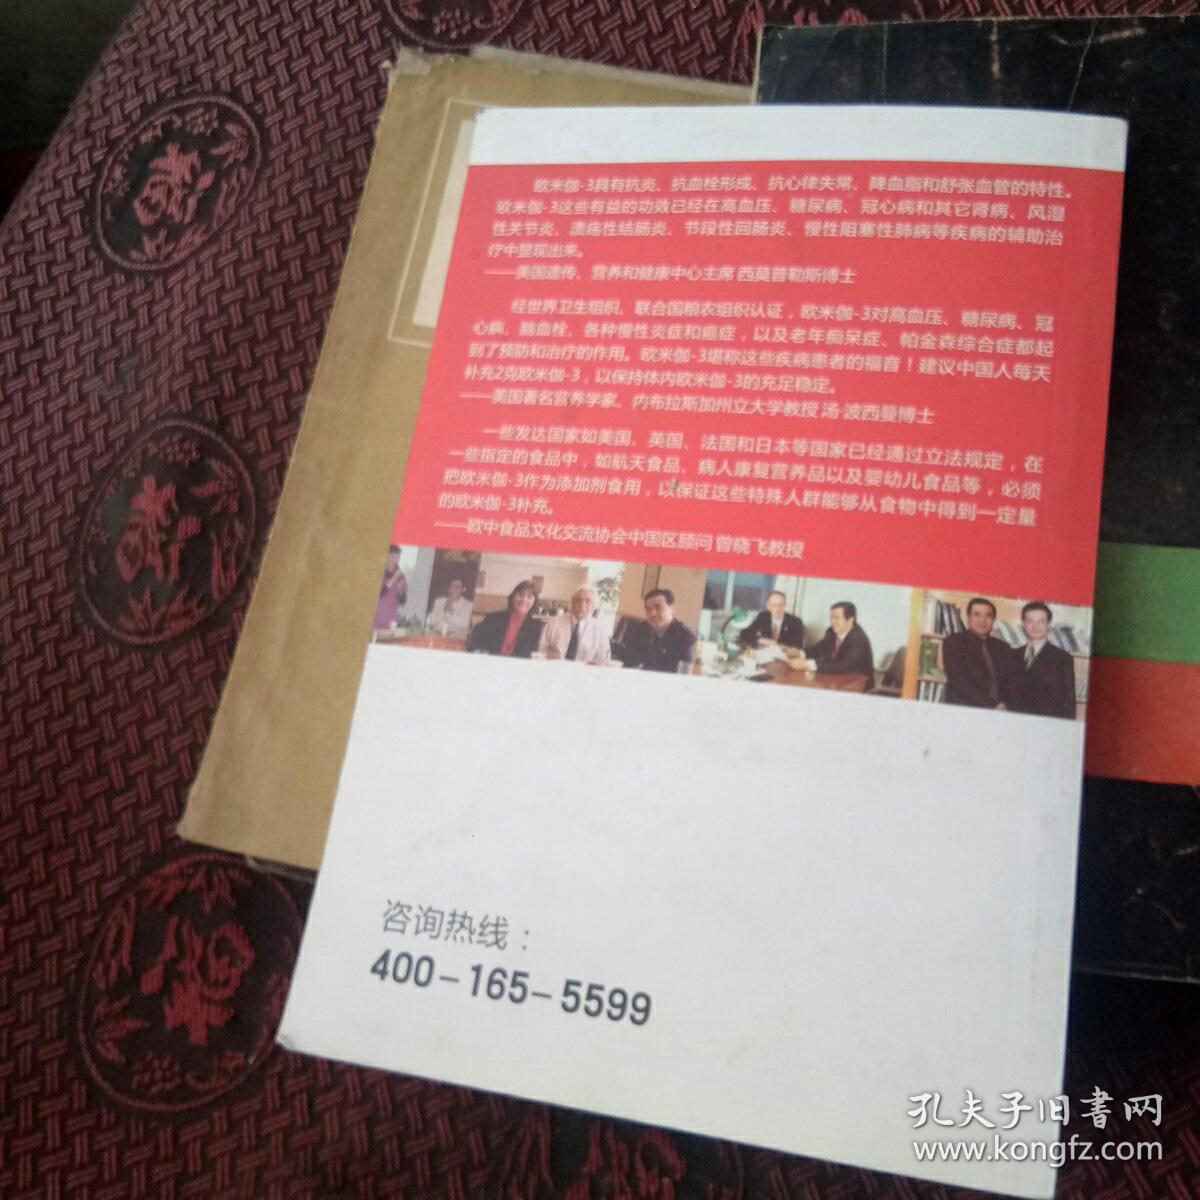 欧米伽-3具有抗炎、抗血栓形成、抗心律失常、降血脂和舒张血管的特性。
欧米伽-3这些有益的功效已经在高血压、糖尿病、冠心病和其它肾病、风湿
性关节炎、溃疡性结肠炎、节段性回肠炎、慢性阻塞性肺病等疾病的辅助治
疗中显现出来。
——美国遗传、营养和健康中心主席 西莫普勒斯博士
经世界卫生组织、联合国粮农组织认证，欧米伽-3对高血压、糖尿病、冠
心病、脑血栓、各种慢性炎症和癌症，以及老年痴呆症、帕金森综合症都起
到了预防和治疗的作用。欧米伽-3堪称这些疾病患者的福音！建议中国人每天
补充2克欧米伽-3，以保持体内欧米伽-3的充足稳定。
——美国著名营养学家、内布拉斯加州立大学教授 汤·波西曼博士
一些发达国家如美国、英国、法国和日本等国家已经通过立法规定，在
一些指定的食品中，如航天食品、病人康复营养品以及婴幼儿食品等，必须
把欧米伽-3作为添加剂食用，以保证这些特殊人群能够从食物中得到一定量
的欧米伽-3补充。
——欧中食品文化交流协会中国区顾问 曾晓飞教授
咨询热线：
400-165-5599
孔夫子旧書网
www.kongfz.com